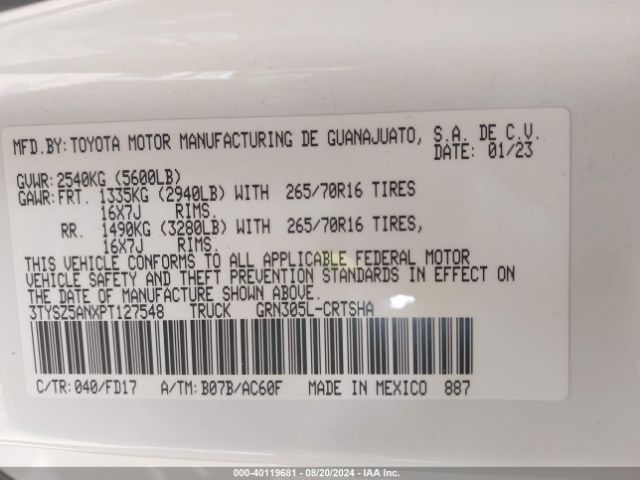 MFD.BY: TOYOTA MOTOR MANUFACTURING DE GUANAJUATO, S.A. DE C.V.
DATE: 01/23
GVWR: 2540KG (5600LB)
GAWR: FRT. 1335KG (2940LB) WITH 265/70R16 TIRES
16X7J RIMS.
RR. 1490KG (3280LB) WITH 265/70R16 TIRES,
16X7J RIMS.
THIS VEHICLE CONFORMS TO ALL APPLICABLE FEDERAL MOTOR
VEHICLE SAFETY AND THEFT PREVENTION STANDARDS IN EFFECT ON
THE DATE OF MANUFACTURE SHOWN ABOVE.
3TYSZ5ANXPT127548 TRUCK GRN305L-CRTSHA
C/TR: 040/FD17 A/TM: B07B/AC60F MADE IN MEXICO 887
000-40119681 - 08/20/2024 - IAA Inc.